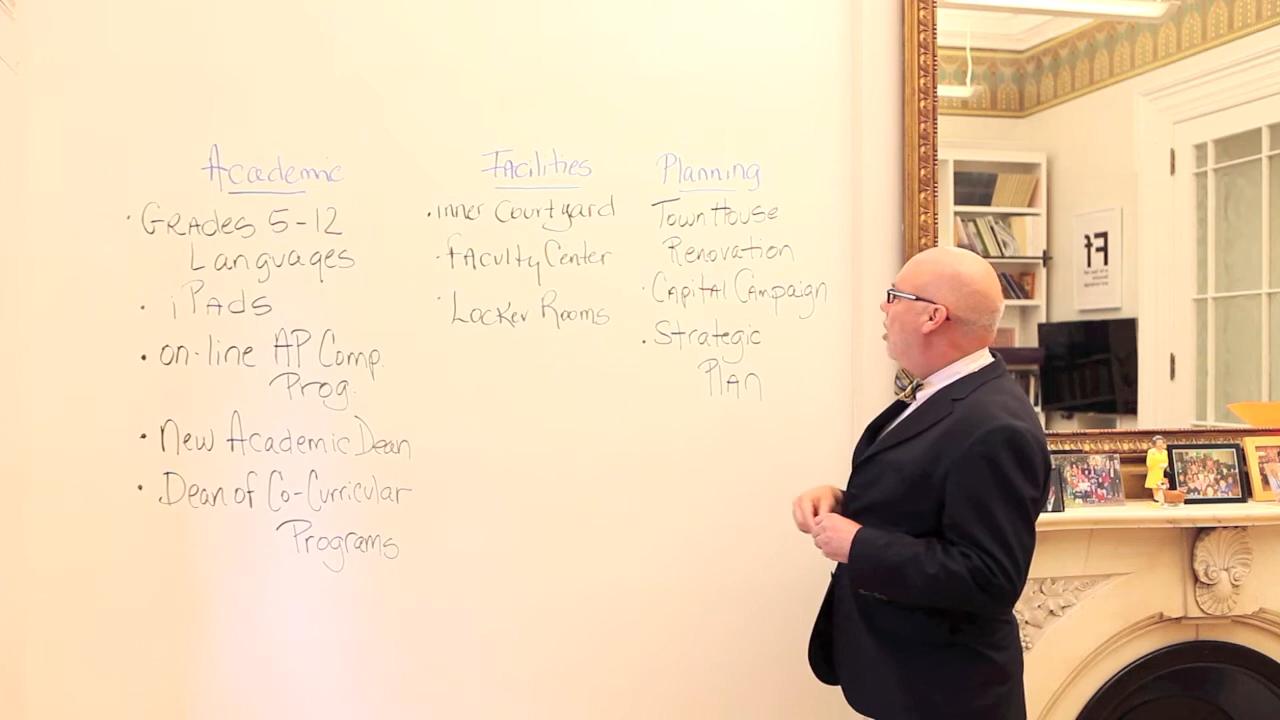 Academic
· Grades 5-12
Languages
· iPads
· on-line AP Comp.
Prog.
· New Academic Dean
· Dean of Co-Curricular
Programs
Facilities
· inner Courtyard
· Faculty Center
· Locker Rooms
Planning
Town House
Renovation
· Capital Campaign
· Strategic
Plan
Ff